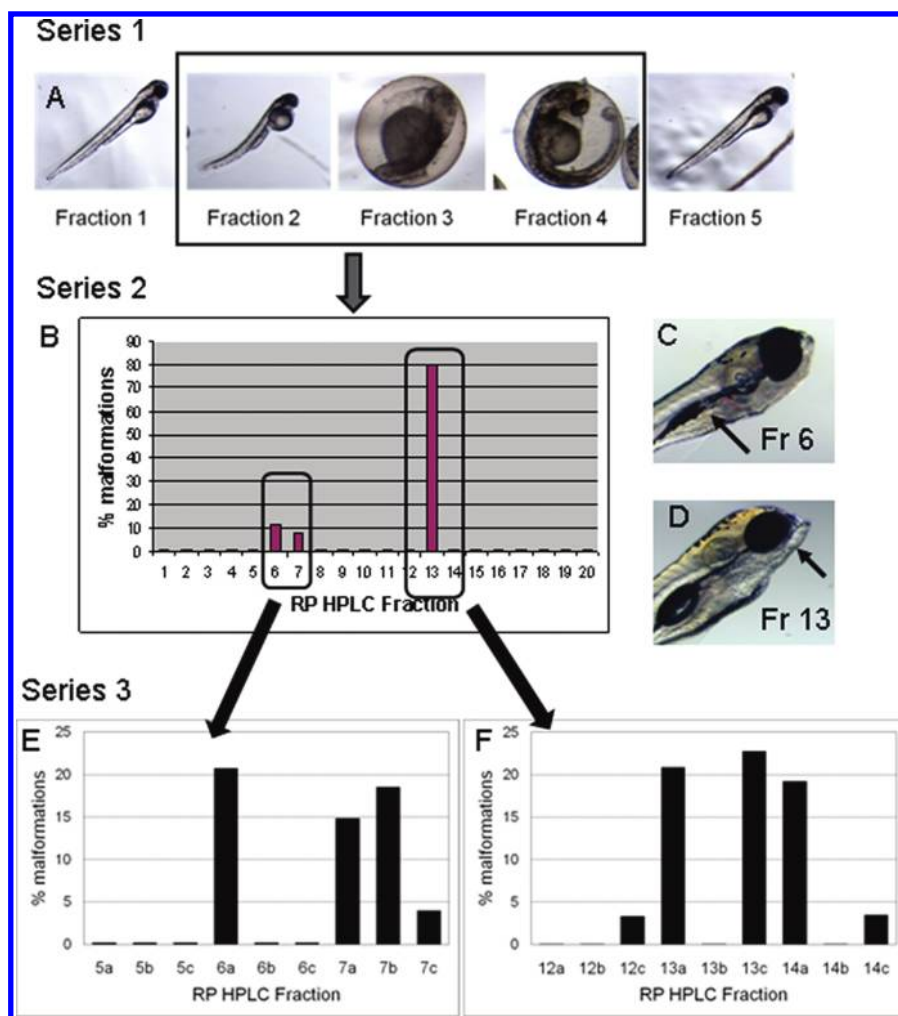 Series 1
A
Fraction 1 Fraction 2 Fraction 3 Fraction 4 Fraction 5
Series 2
B
% malformations
90
80
70
60
50
40
30
20
10
0
1 2 3 4 5 6 7 8 9 10 11 12 13 14 15 16 17 18 19 20
RP HPLC Fraction
C
Fr 6
D
Fr 13
Series 3
E
% malformations
25
20
15
10
5
0
5a 5b 5c 6a 6b 6c 7a 7b 7c
RP HPLC Fraction
F
% malformations
25
20
15
10
5
0
12a 12b 12c 13a 13b 13c 14a 14b 14c
RP HPLC Fraction